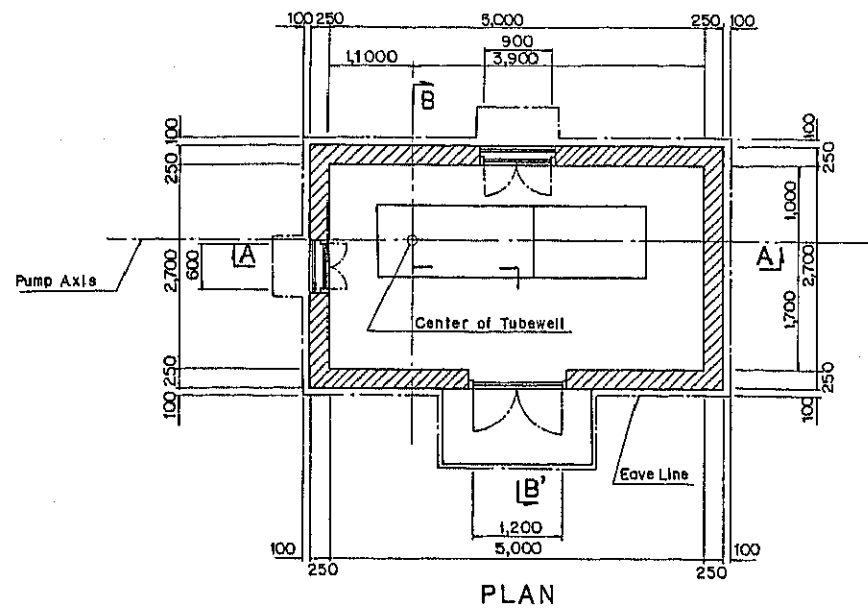 100 250 5,000 250 100
900
1,1000 3,900
B
100
250
2,700
600
250
100
100
250
1,000
2,700
1,700
250
100
A
A
Pump Axis
Center of Tubewell
Eave Line
B'
1,200
100 5,000 100
250 250
PLAN